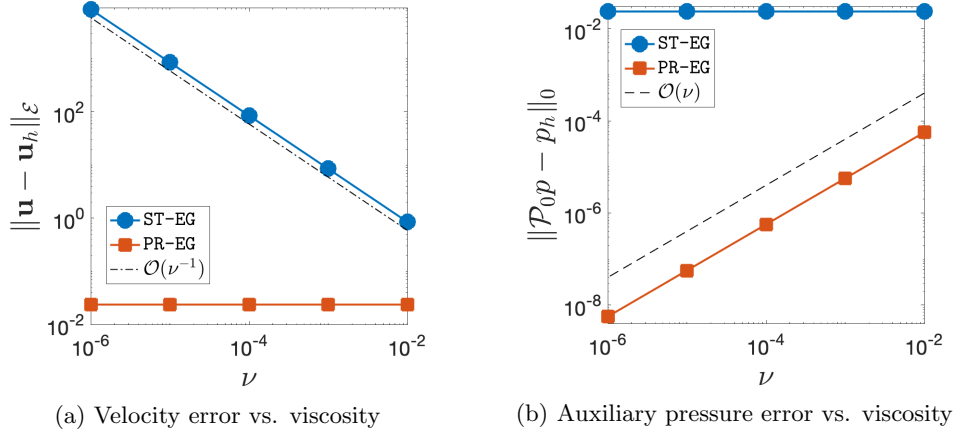 10^2
10^0
10^-2
‖u − u_h‖_ℰ
ST-EG
PR-EG
𝒪(ν^-1)
10^-6
10^-4
10^-2
ν
(a) Velocity error vs. viscosity
10^-2
10^-4
10^-6
10^-8
‖𝒫_0 p − p_h‖_0
ST-EG
PR-EG
𝒪(ν)
10^-6
10^-4
10^-2
ν
(b) Auxiliary pressure error vs. viscosity